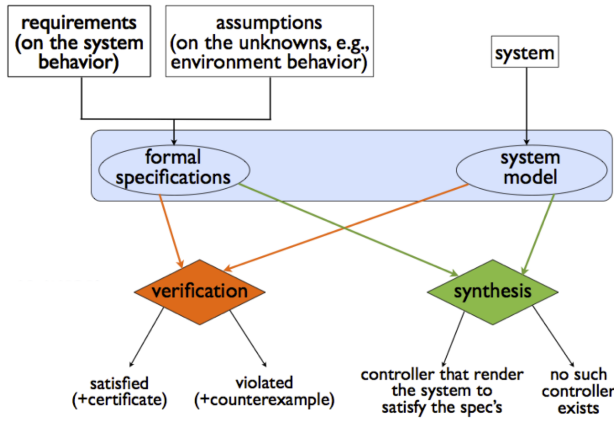 requirements
(on the system
behavior)
assumptions
(on the unknowns, e.g.,
environment behavior)
system
formal
specifications
system
model
verification
synthesis
satisfied
(+certificate)
violated
(+counterexample)
controller that render
the system to
satisfy the spec's
no such
controller
exists